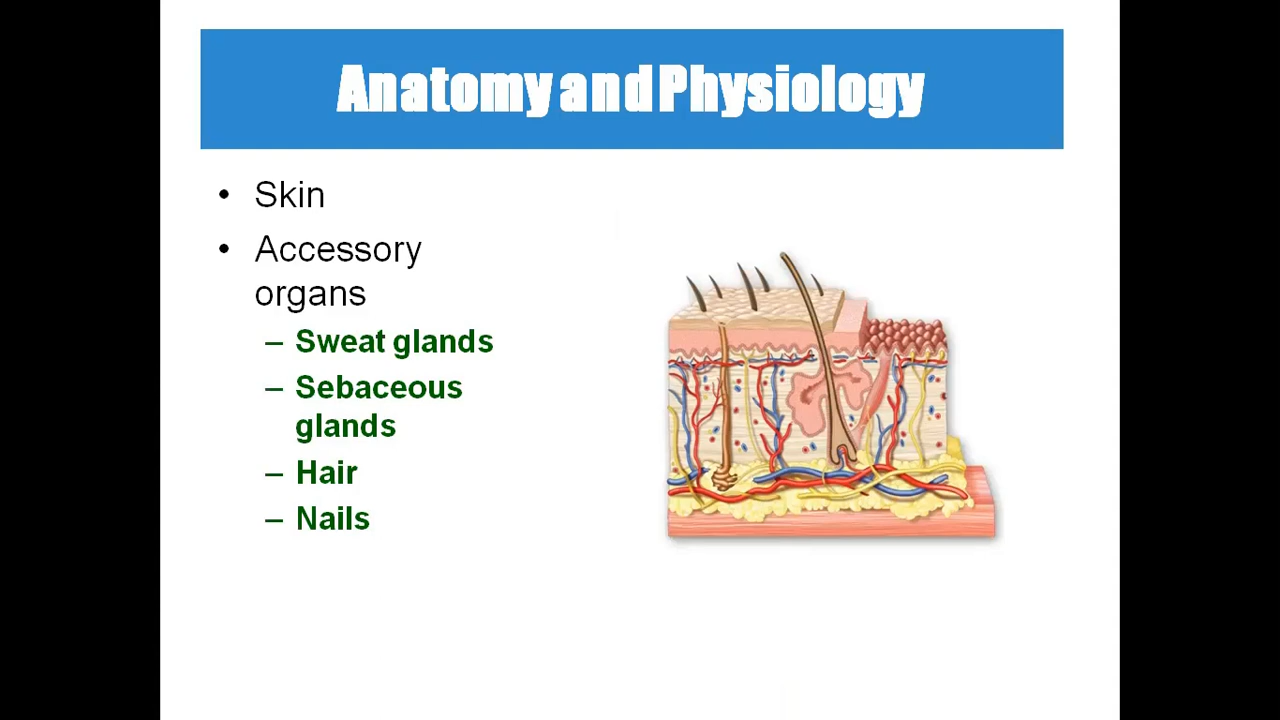 Anatomy and Physiology
• Skin
• Accessory
organs
– Sweat glands
– Sebaceous
glands
– Hair
– Nails